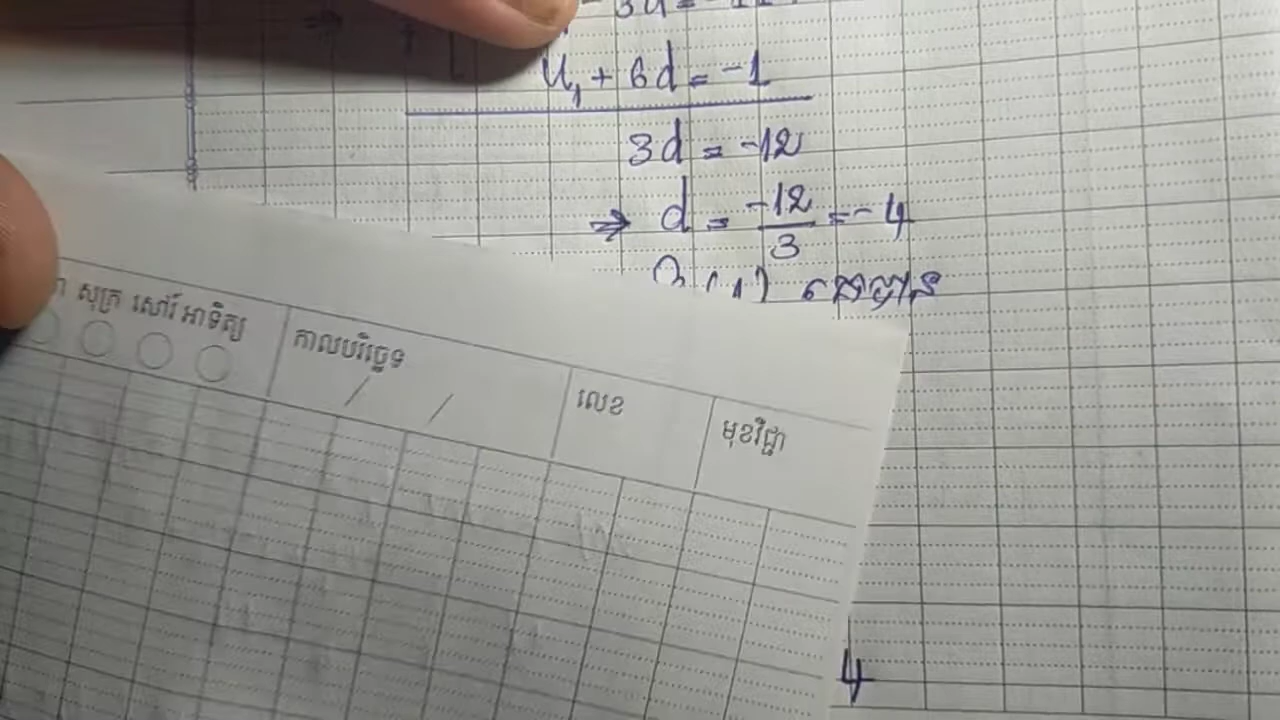 u₁ + 6d = -1
3d = -12
⇒ d = -12/3 = -4
សុក្រ សៅរ៍ អាទិត្យ
កាលបរិច្ឆេទ
/ /
លេខ
មុខវិជ្ជា
4